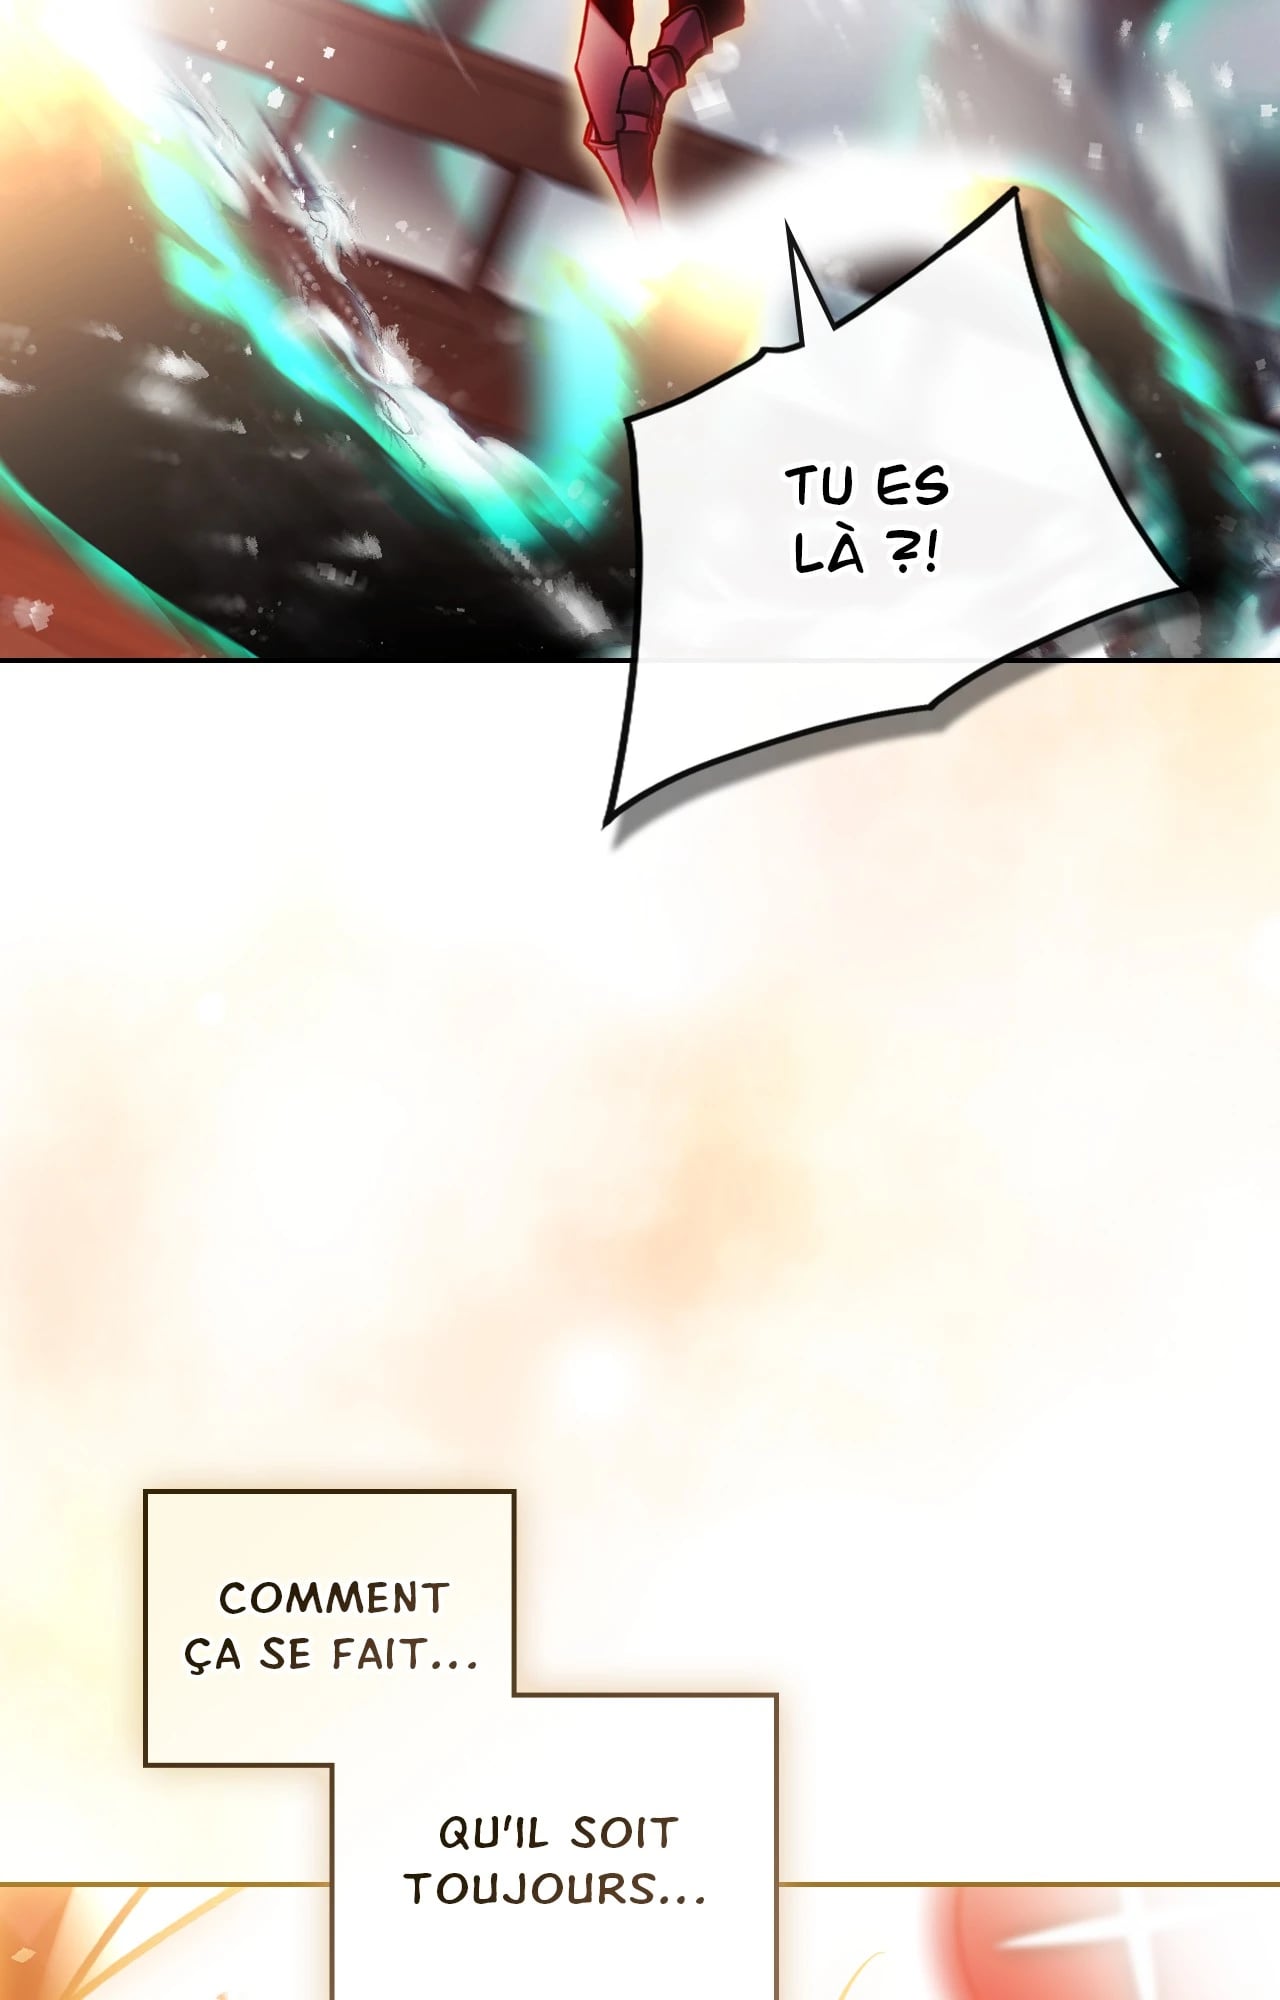 TU ES
LÀ ?!
COMMENT
ÇA SE FAIT...
QU'IL SOIT
TOUJOURS...